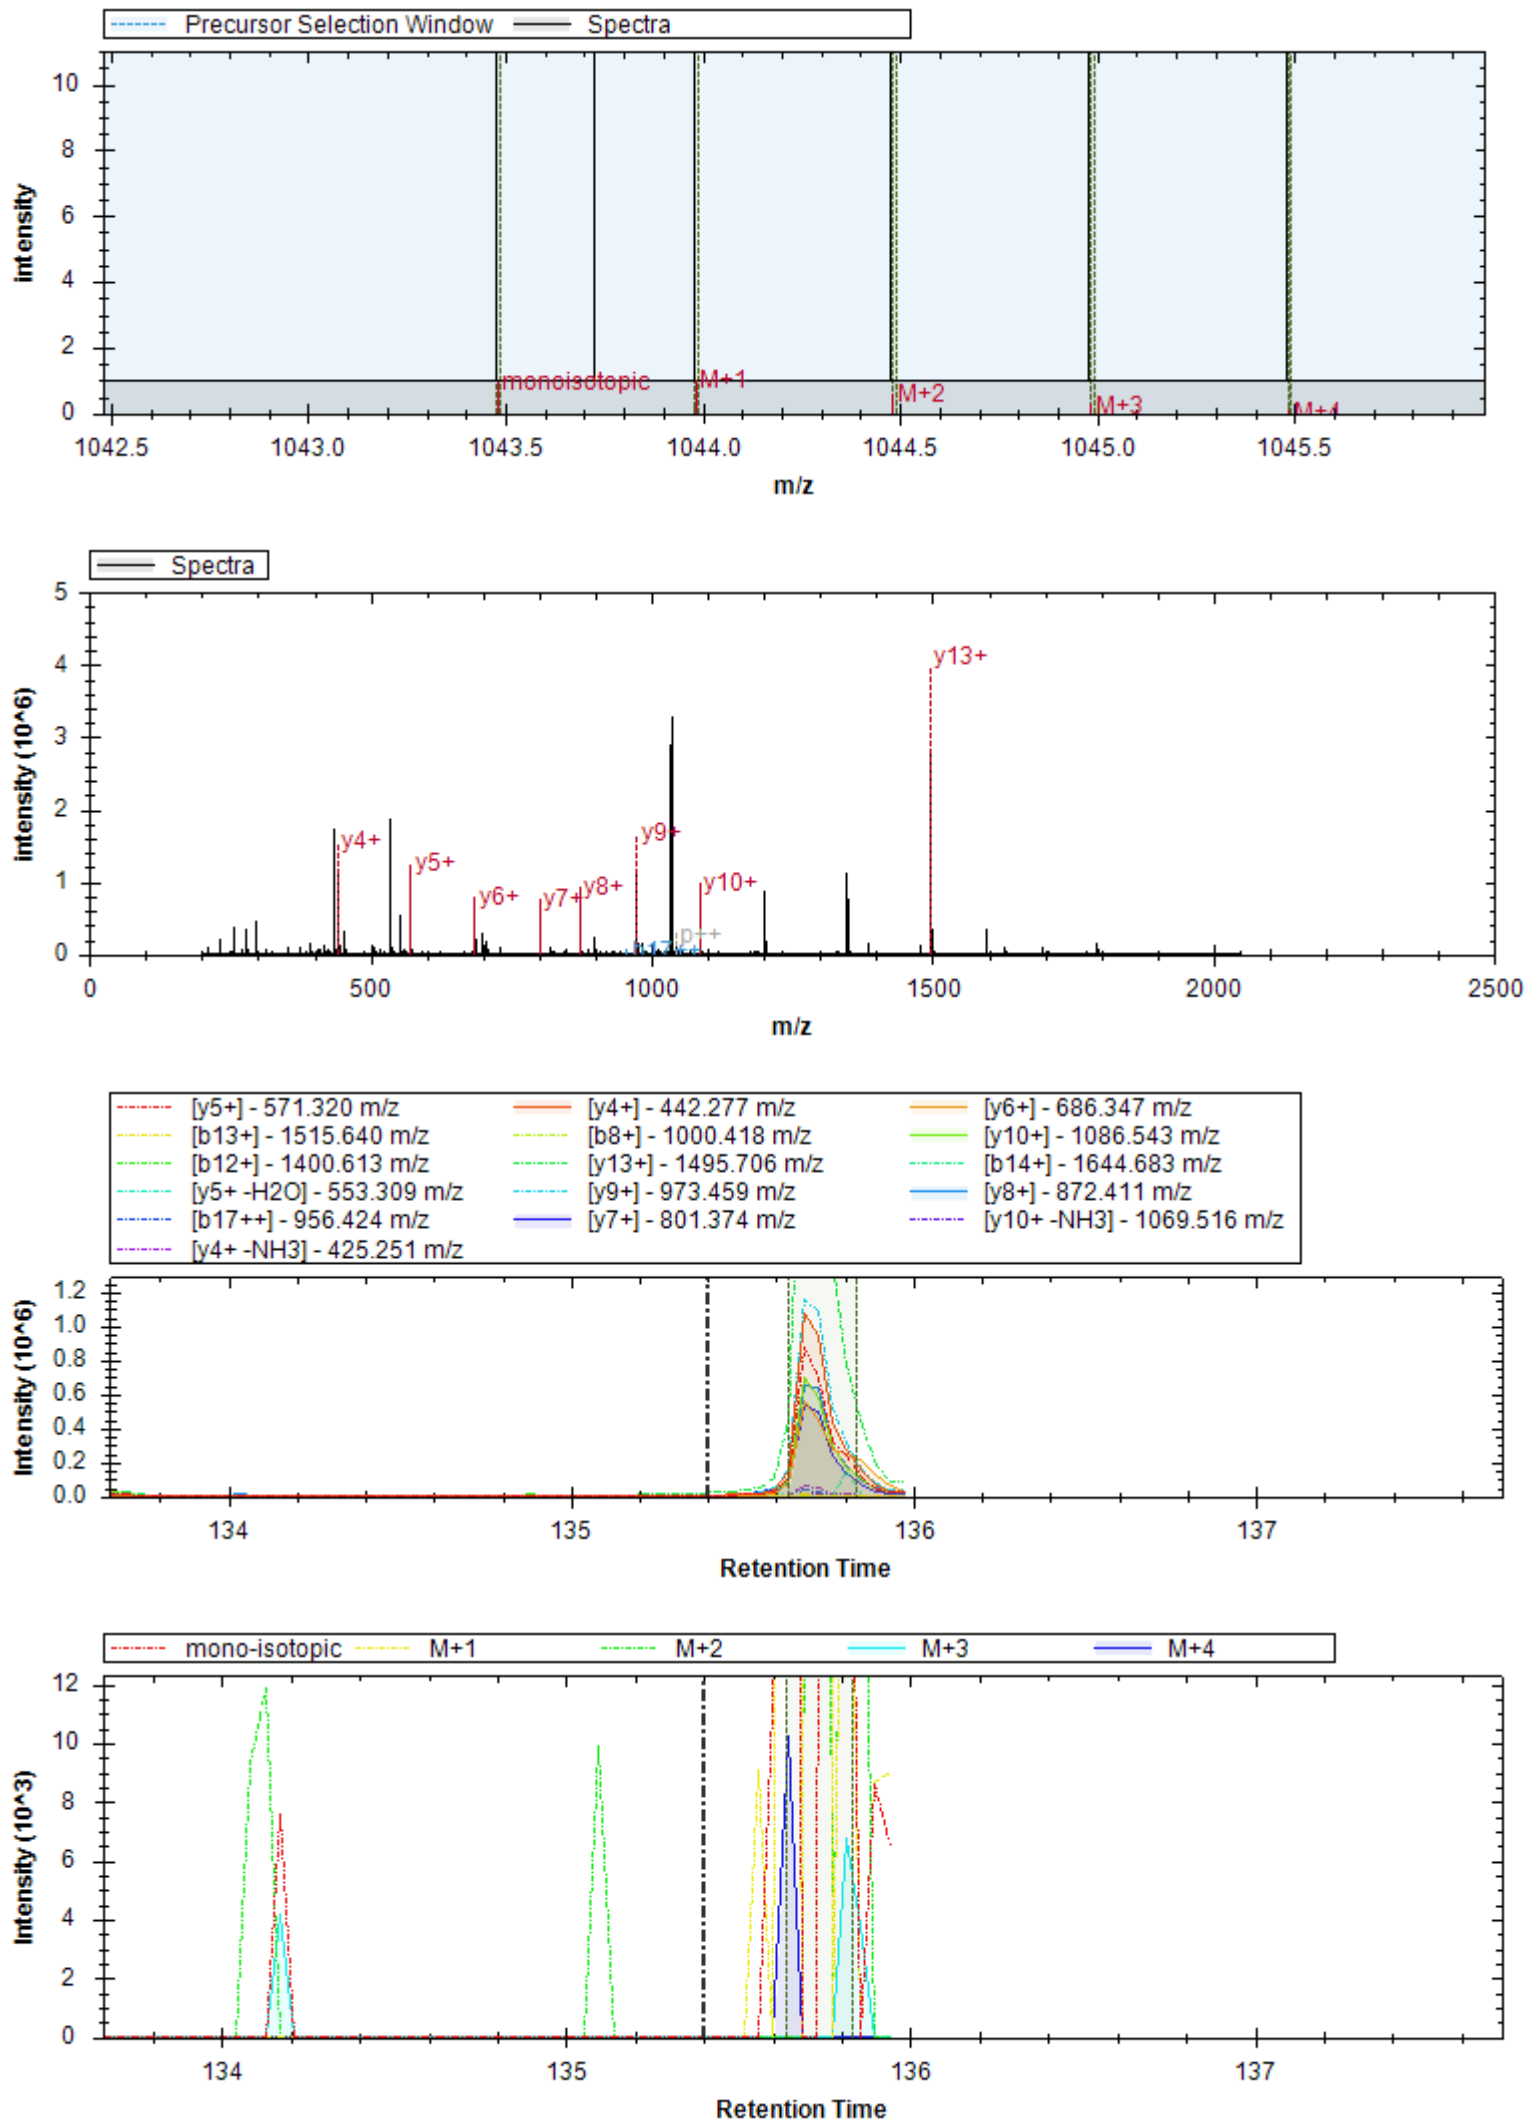 Precursor Selection Window Spectra
10
8
6
4
2
0
intensity
monoisotopic M+1 M+2 M+3 M+4
1042.5 1043.0 1043.5 1044.0 1044.5 1045.0 1045.5
m/z
Spectra
5
4
3
2
1
0
intensity (10^6)
y13+
y4+ y5+ y6+ y7+ y8+ y9+ y10+
b17++ p++
0 500 1000 1500 2000 2500
m/z
[y5+] - 571.320 m/z [y4+] - 442.277 m/z [y6+] - 686.347 m/z
[b13+] - 1515.640 m/z [b8+] - 1000.418 m/z [y10+] - 1086.543 m/z
[b12+] - 1400.613 m/z [y13+] - 1495.706 m/z [b14+] - 1644.683 m/z
[y5+ -H2O] - 553.309 m/z [y9+] - 973.459 m/z [y8+] - 872.411 m/z
[b17++] - 956.424 m/z [y7+] - 801.374 m/z [y10+ -NH3] - 1069.516 m/z
[y4+ -NH3] - 425.251 m/z
1.2
1.0
0.8
0.6
0.4
0.2
0.0
Intensity (10^6)
134 135 136 137
Retention Time
mono-isotopic M+1 M+2 M+3 M+4
12
10
8
6
4
2
0
Intensity (10^3)
134 135 136 137
Retention Time